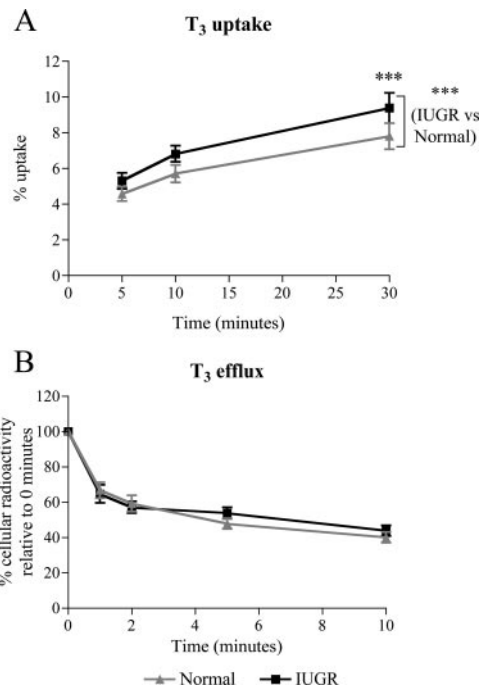 A
T3 uptake
12
10
8
6
4
2
0
% uptake
***
***
(IUGR vs
Normal)
0 5 10 15 20 25 30
Time (minutes)
B
T3 efflux
120
100
80
60
40
20
0
% cellular radioactivity
relative to 0 minutes
0 2 4 6 8 10
Time (minutes)
Normal IUGR